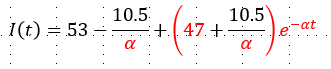 I(t) = 53 − 10.5/α + (47 + 10.5/α) e^{−αt}